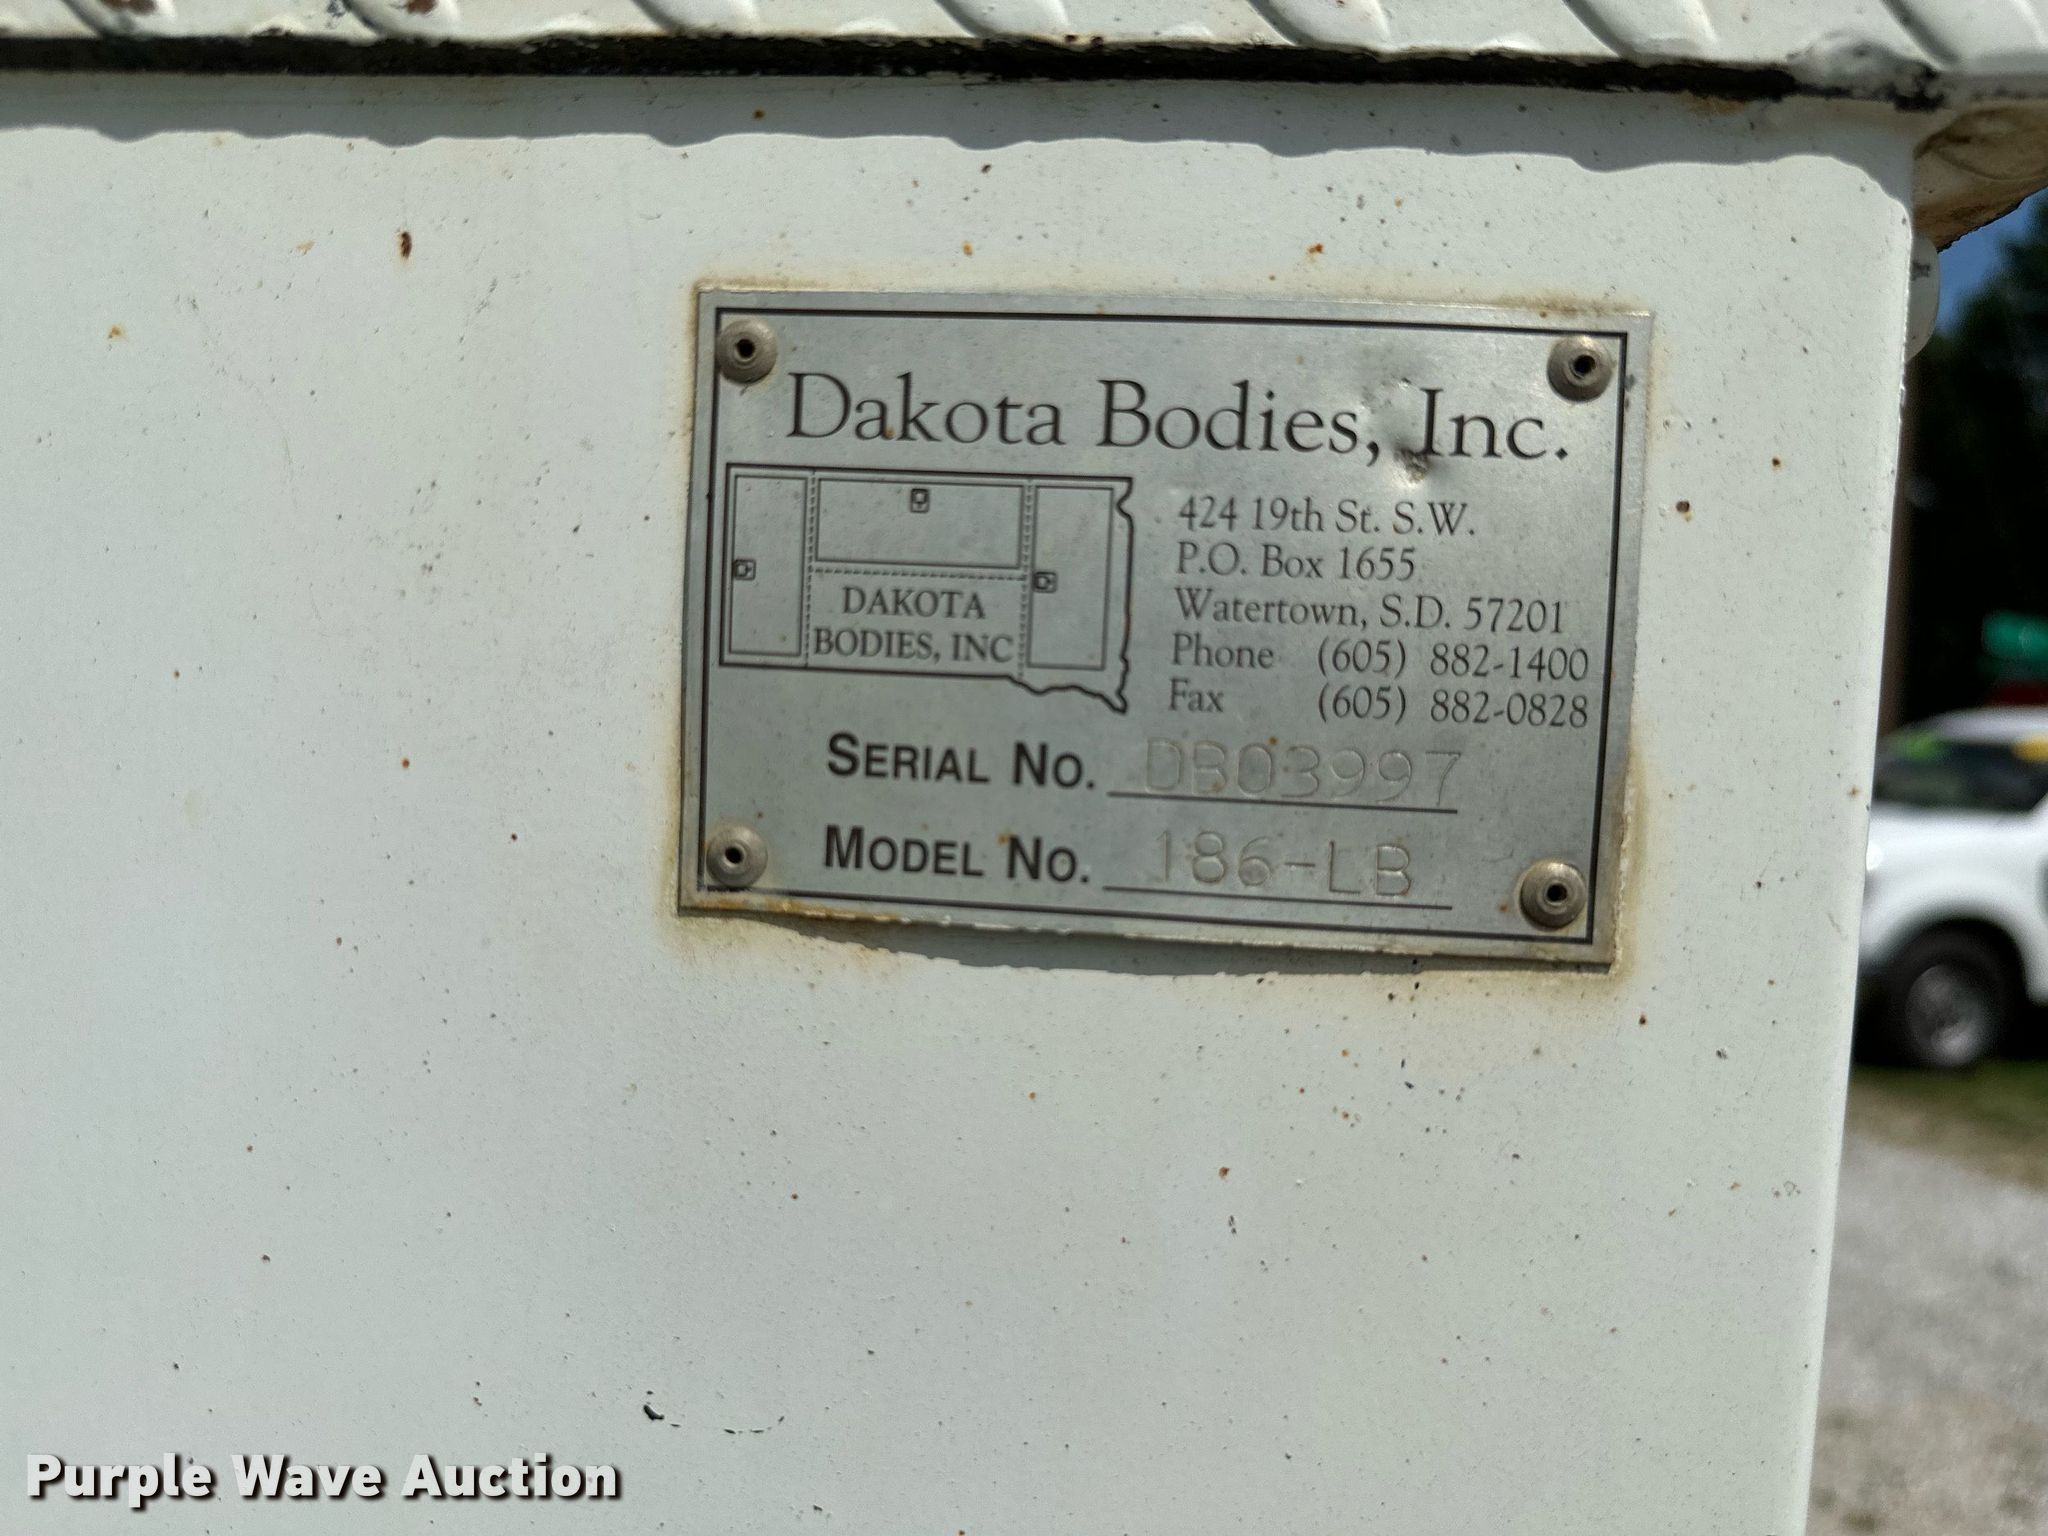 Dakota Bodies, Inc.
DAKOTA
BODIES, INC
424 19th St. S.W.
P.O. Box 1655
Watertown, S.D. 57201
Phone (605) 882-1400
Fax (605) 882-0828
SERIAL NO. DB03997
MODEL NO. 186-LB
Purple Wave Auction